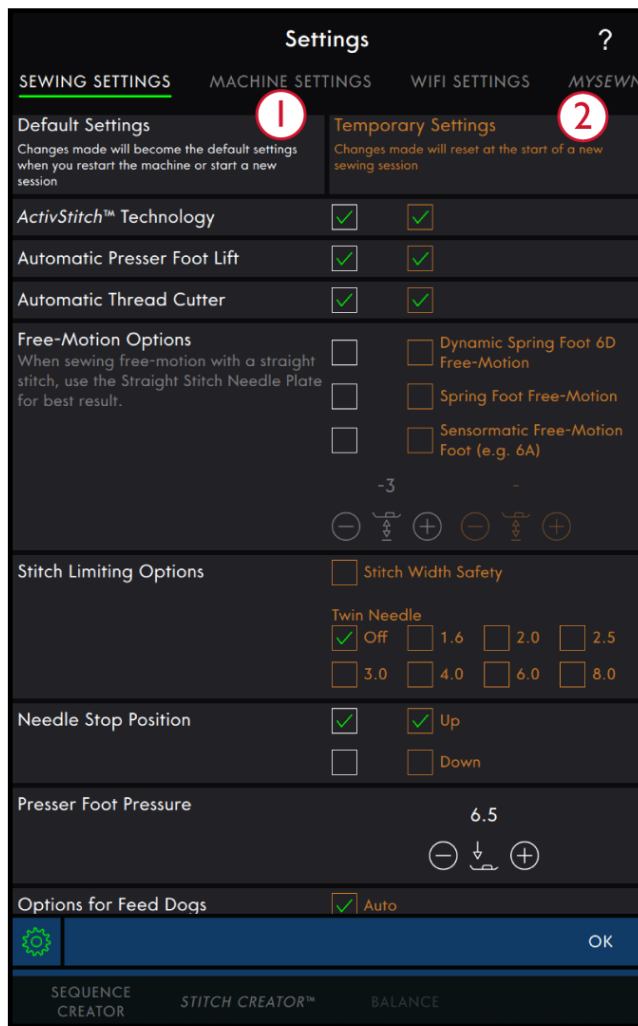 Settings
?
SEWING SETTINGS MACHINE SETTINGS WIFI SETTINGS MYSEWN
1 2
Default Settings
Changes made will become the default settings
when you restart the machine or start a new
session
Temporary Settings
Changes made will reset at the start of a new
sewing session
ActivStitch™ Technology
Automatic Presser Foot Lift
Automatic Thread Cutter
Free-Motion Options
When sewing free-motion with a straight
stitch, use the Straight Stitch Needle Plate
for best result.
Dynamic Spring Foot 6D
Free-Motion
Spring Foot Free-Motion
Sensormatic Free-Motion
Foot (e.g. 6A)
-3 -
Stitch Limiting Options
Stitch Width Safety
Twin Needle
Off 1.6 2.0 2.5
3.0 4.0 6.0 8.0
Needle Stop Position
Up
Down
Presser Foot Pressure
6.5
Options for Feed Dogs
Auto
OK
SEQUENCE
CREATOR
STITCH CREATOR™
BALANCE